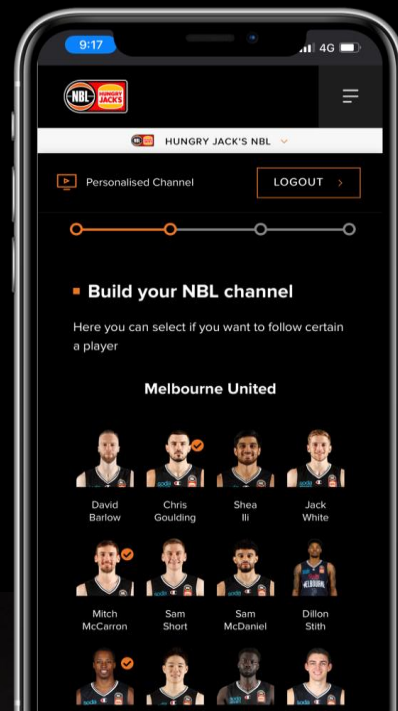 9:17
4G
NBL HUNGRY JACK'S
HUNGRY JACK'S NBL
Personalised Channel
LOGOUT
Build your NBL channel
Here you can select if you want to follow certain
a player
Melbourne United
David Barlow
Chris Goulding
Shea Ili
Jack White
Mitch McCarron
Sam Short
Sam McDaniel
Dillon Stith